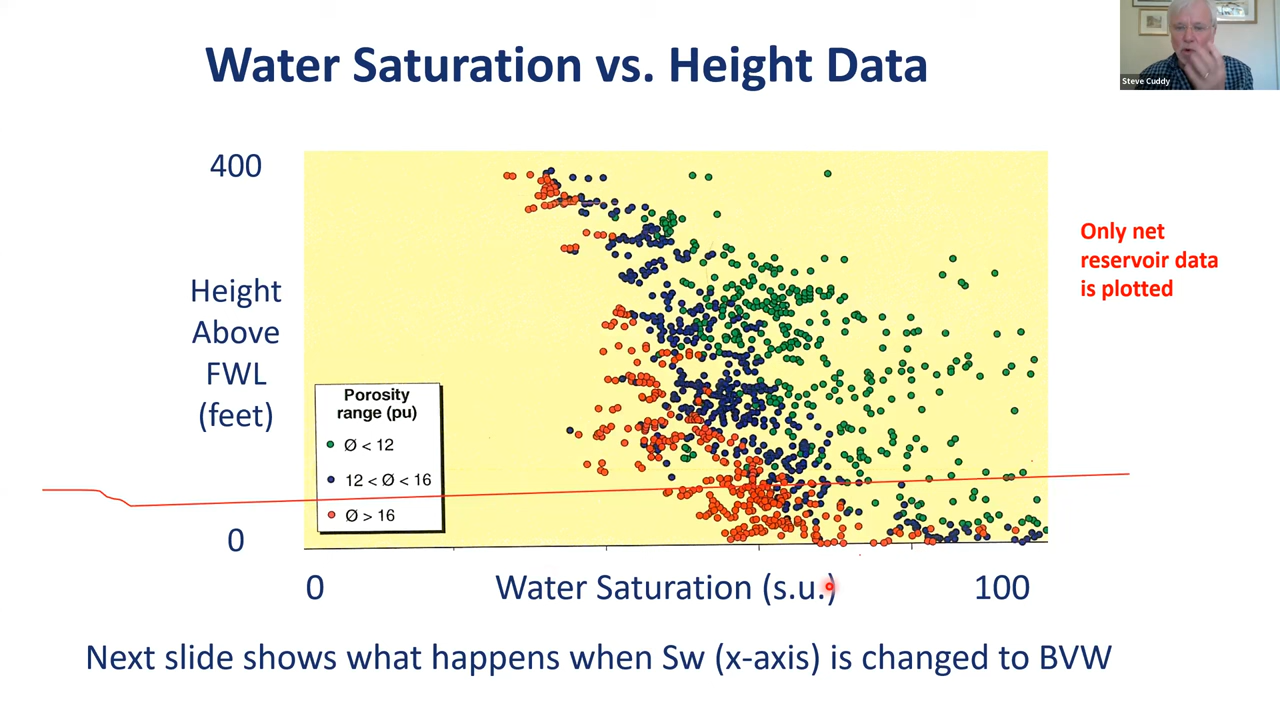 Water Saturation vs. Height Data
Steve Cuddy
400
Height
Above
FWL
(feet)
0
Only net
reservoir data
is plotted
Porosity
range (pu)
Ø < 12
12 < Ø < 16
Ø > 16
0
Water Saturation (s.u.)
100
Next slide shows what happens when Sw (x-axis) is changed to BVW